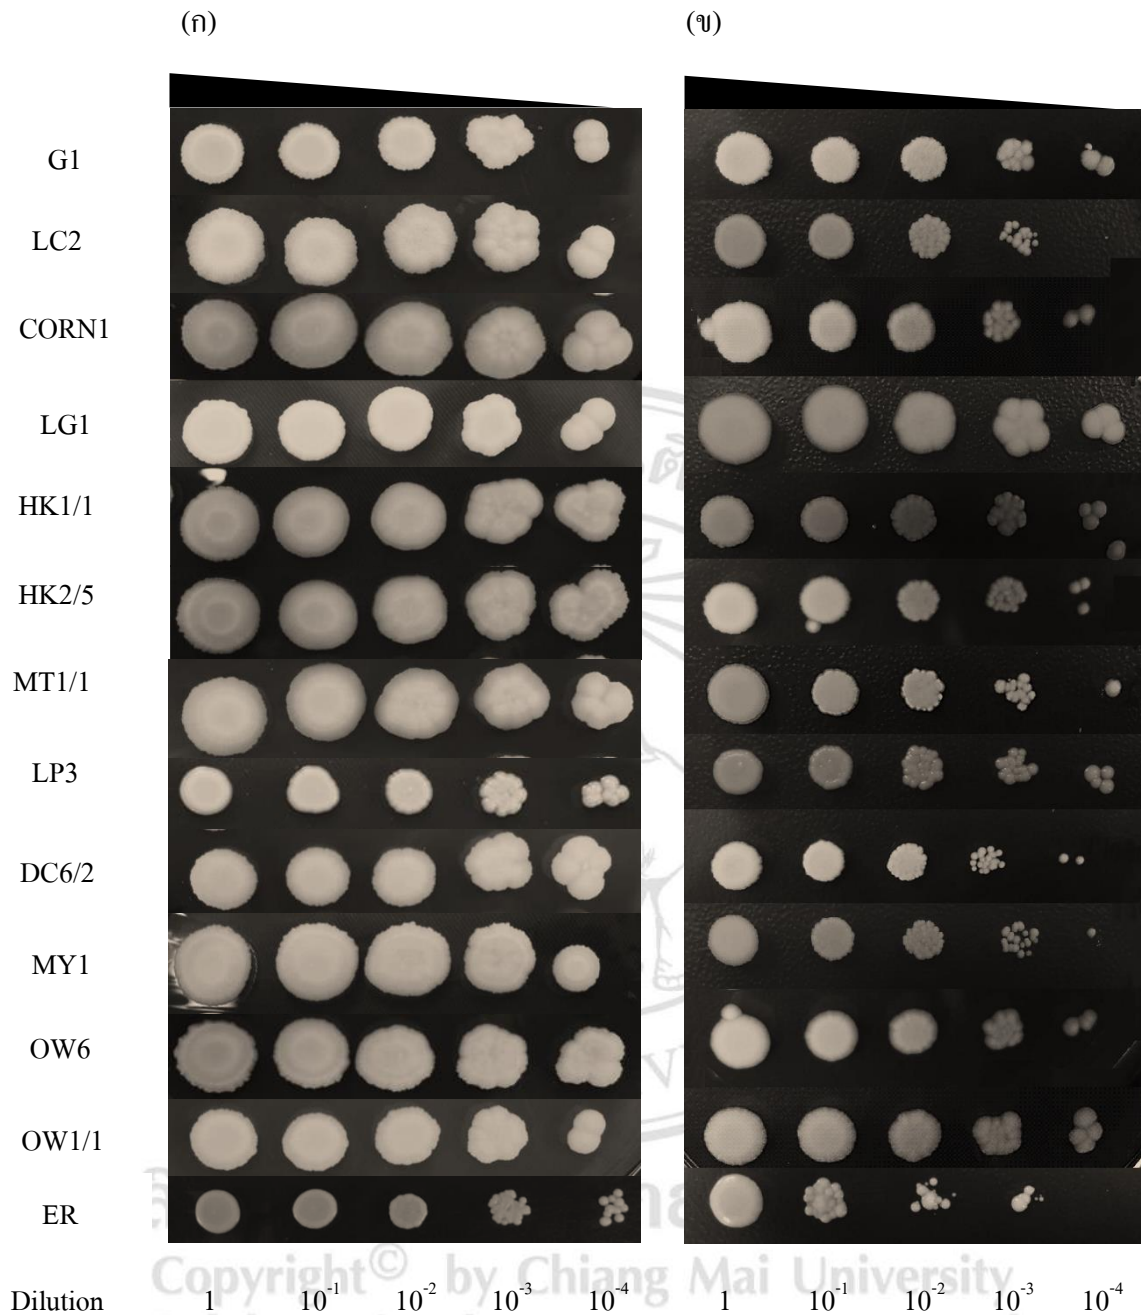 (ก) (ข)
G1
LC2
CORN1
LG1
HK1/1
HK2/5
MT1/1
LP3
DC6/2
MY1
OW6
OW1/1
ER
Copyright© by Chiang Mai University
Dilution 1 10⁻¹ 10⁻² 10⁻³ 10⁻⁴ 1 10⁻¹ 10⁻² 10⁻³ 10⁻⁴